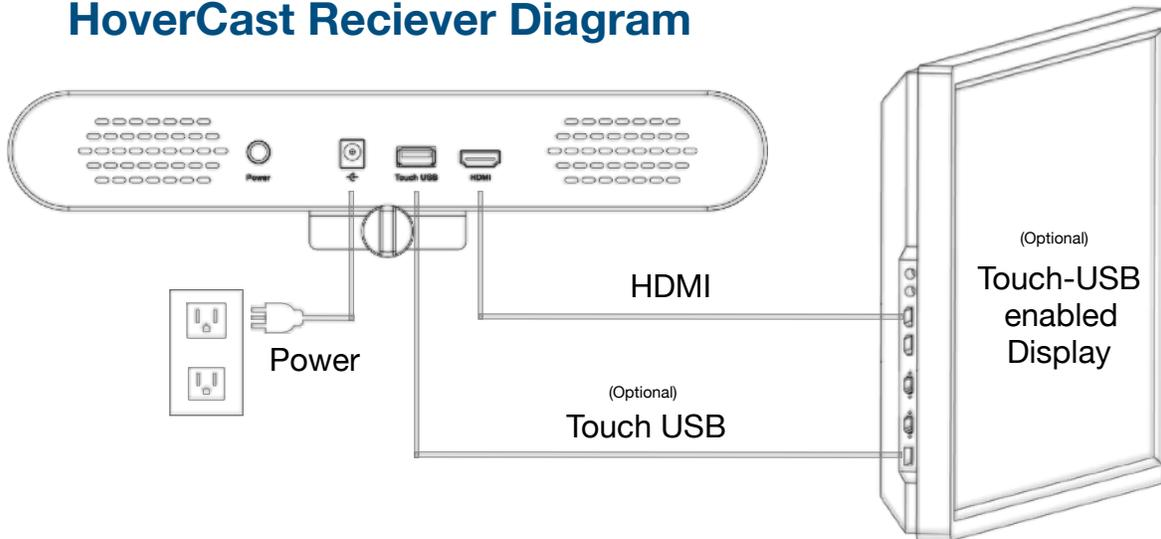 HoverCast Reciever Diagram
Power
Touch USB
HDMI
HDMI
(Optional)
Touch-USB
enabled
Display
Power
(Optional)
Touch USB